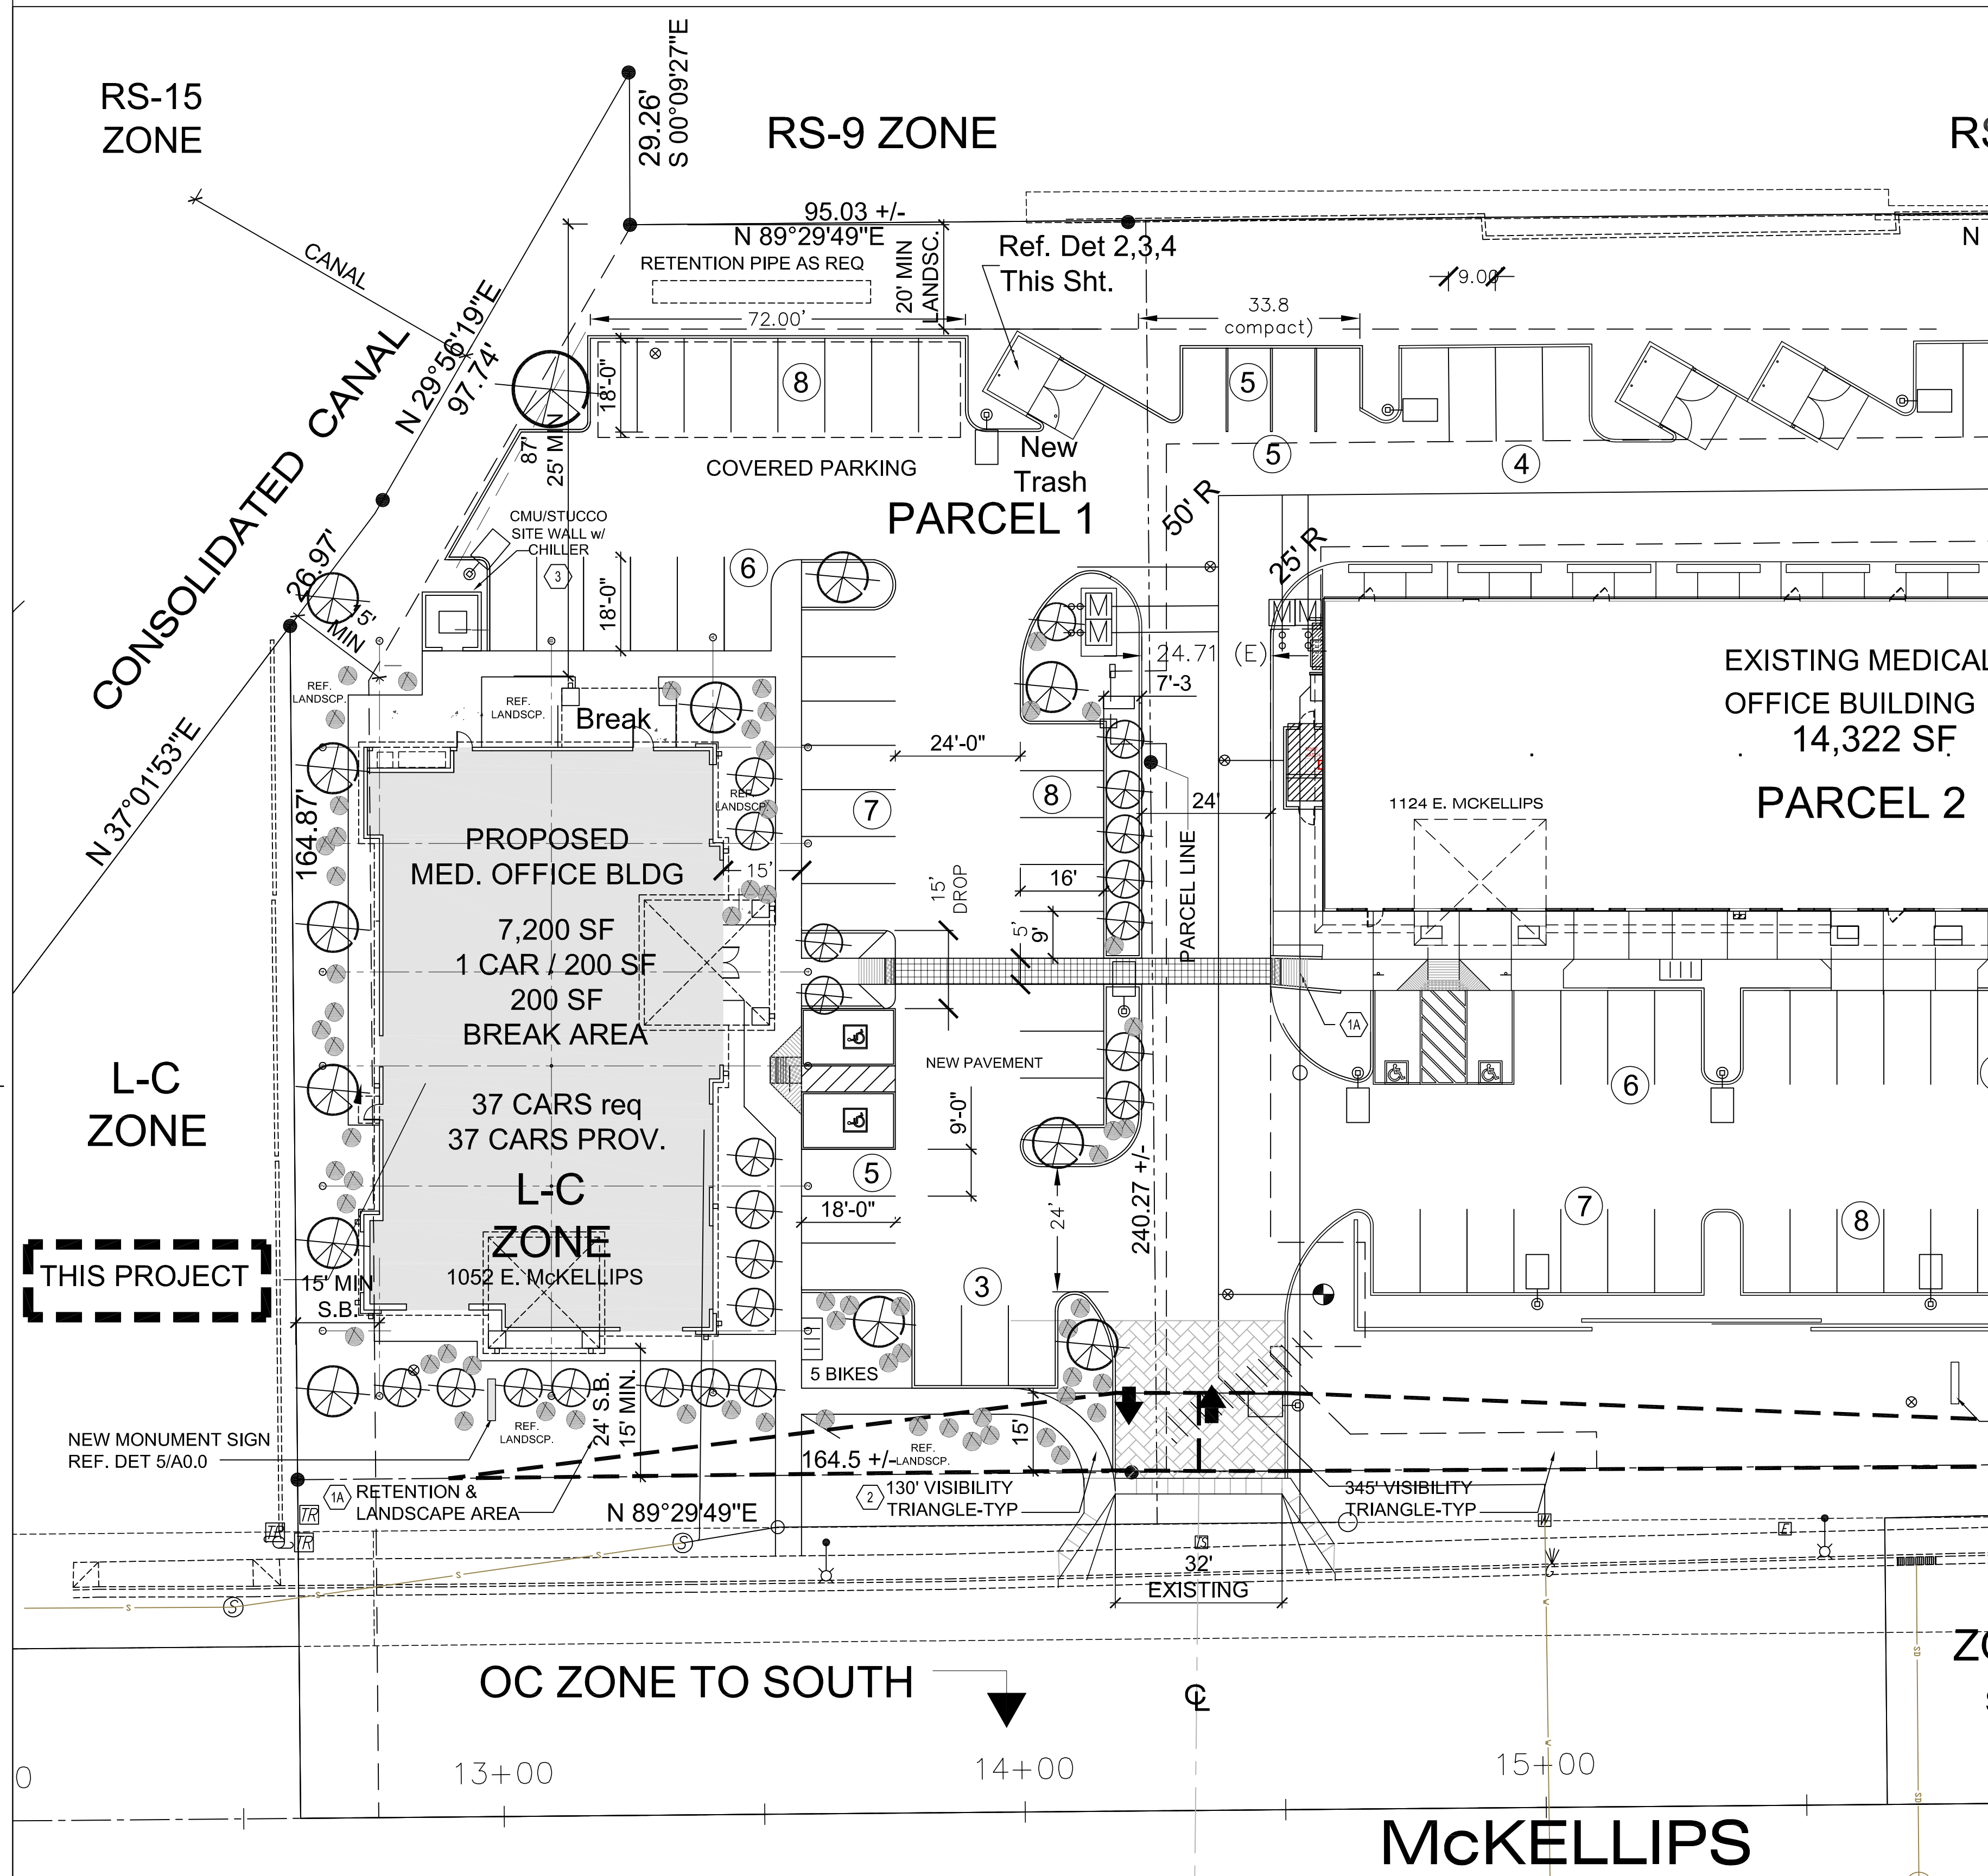 RS-15
ZONE
29.26'
S 00°09'27"E
RS-9 ZONE
RS
95.03 +/-
N 89°29'49"E
RETENTION PIPE AS REQ
20' MIN
LANDSC.
Ref. Det 2,3,4
This Sht.
N
9.00
33.8
compact)
72.00'
CANAL
CONSOLIDATED CANAL
N 29°56'19"E
97.74'
18'-0"
8
5
87'
25' MIN
COVERED PARKING
New
Trash
5
4
PARCEL 1
50' R
25' R
CMU/STUCCO
SITE WALL w/
CHILLER
3
18'-0"
6
26.97'
15'
MIN
N 37°01'53"E
REF.
LANDSCP.
REF.
LANDSCP.
Break
24.71 (E)
7'-3
EXISTING MEDICAL
OFFICE BUILDING
14,322 SF
PARCEL 2
1124 E. MCKELLIPS
24'-0"
7
8
24'
REF.
LANDSCP.
164.87'
PROPOSED
MED. OFFICE BLDG
7,200 SF
1 CAR / 200 SF
200 SF
BREAK AREA
37 CARS req
37 CARS PROV.
L-C
ZONE
1052 E. McKELLIPS
15'
15'
DROP
16'
5'
9'
PARCEL LINE
1A
NEW PAVEMENT
9'-0"
5
18'-0"
24'
240.27 +/-
3
6
7
8
L-C
ZONE
THIS PROJECT
15' MIN
S.B.
5 BIKES
24' S.B.
15' MIN.
REF.
LANDSCP.
NEW MONUMENT SIGN
REF. DET 5/A0.0
164.5 +/-
REF.
LANDSCP.
15'
1A
RETENTION &
LANDSCAPE AREA
N 89°29'49"E
2
130' VISIBILITY
TRIANGLE-TYP
345' VISIBILITY
TRIANGLE-TYP
TR
TR
TR
S
S
S
S
S
TS
W
E
G
32'
EXISTING
W
SD
OC ZONE TO SOUTH
CL
ZO
S
W
SD
0
13+00
14+00
15+00
McKELLIPS